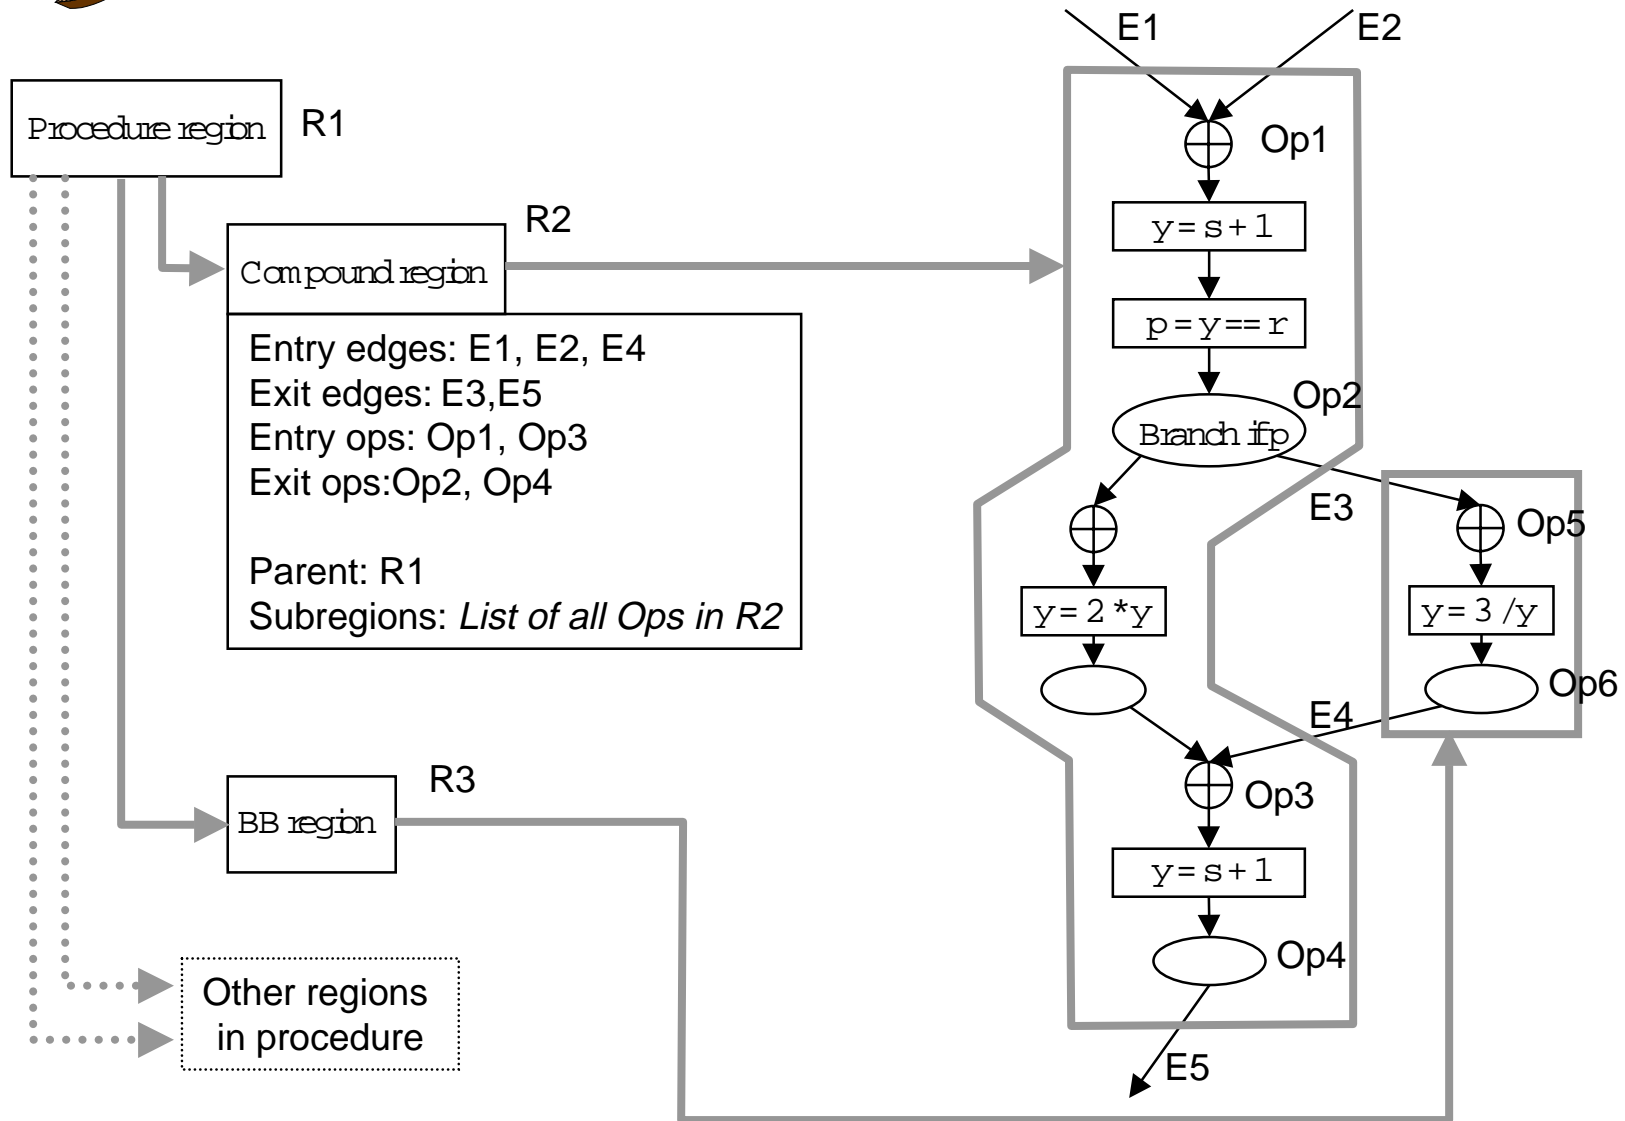 E1
E2
Procedure region
R1
Op1
R2
y=s+1
Compound region
p=y==r
Entry edges: E1, E2, E4
Exit edges: E3,E5
Entry ops: Op1, Op3
Exit ops:Op2, Op4
Parent: R1
Subregions: List of all Ops in R2
Op2
Branch if p
E3
Op5
y=2*y
y=3/y
Op6
E4
R3
Op3
BB region
y=s+1
Op4
Other regions
in procedure
E5